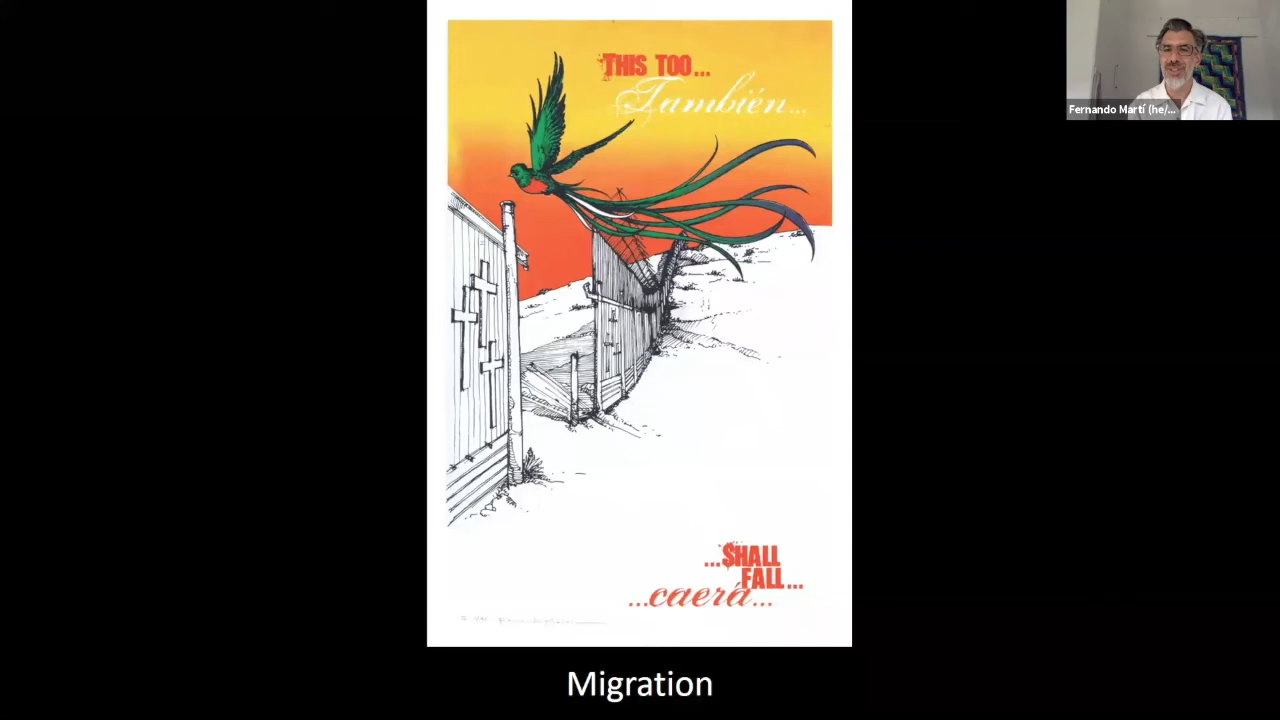 THIS TOO...
También...
...SHALL
FALL...
...caerá...
Migration
Fernando Martí (he/...